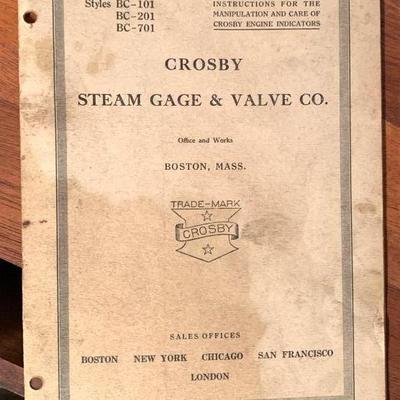 Styles BC-101
BC-201
BC-701
INSTRUCTIONS FOR THE
MANIPULATION AND CARE OF
CROSBY ENGINE INDICATORS
CROSBY
STEAM GAGE & VALVE CO.
Office and Works
BOSTON, MASS.
TRADE-MARK
CROSBY
SALES OFFICES
BOSTON NEW YORK CHICAGO SAN FRANCISCO
LONDON